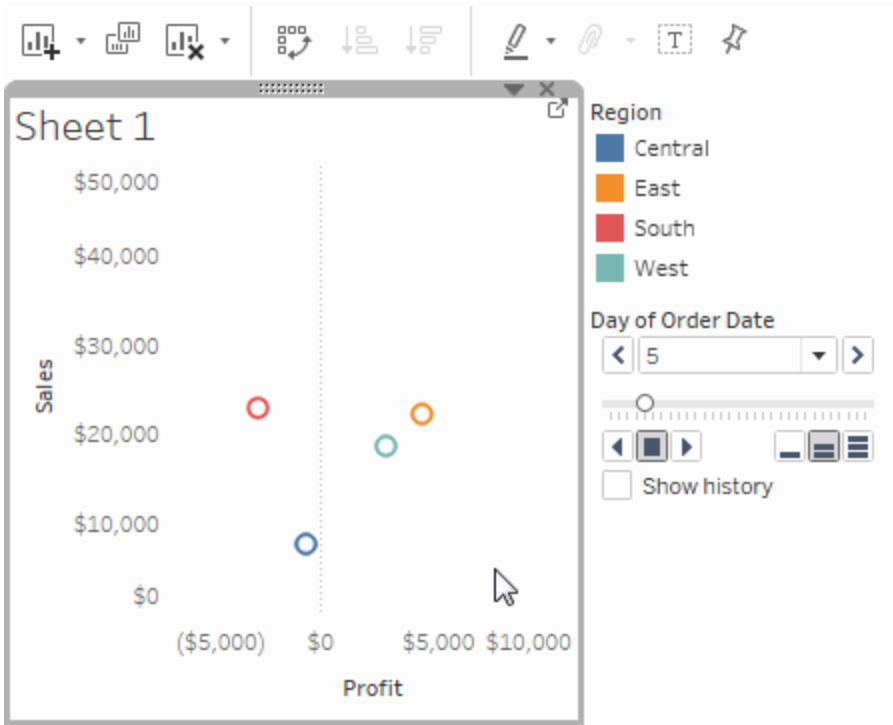 T
Sheet 1
$50,000
$40,000
$30,000
$20,000
$10,000
$0
Sales
($5,000) $0 $5,000 $10,000
Profit
Region
Central
East
South
West
Day of Order Date
5
Show history